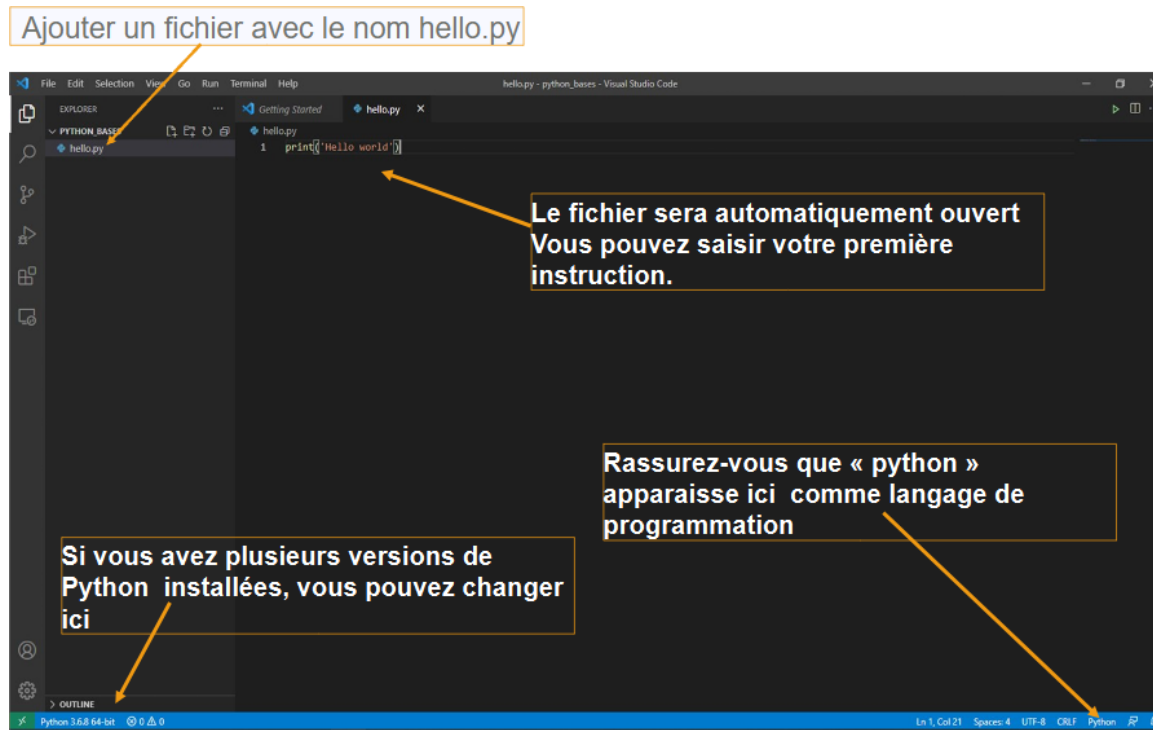 Ajouter un fichier avec le nom hello.py
File Edit Selection View Go Run Terminal Help
hello.py - python_bases - Visual Studio Code
EXPLORER
Getting Started
hello.py
PYTHON_BASES
hello.py
hello.py
1 print('Hello world')
Le fichier sera automatiquement ouvert
Vous pouvez saisir votre première
instruction.
Rassurez-vous que « python »
apparaisse ici comme langage de
programmation
Si vous avez plusieurs versions de
Python installées, vous pouvez changer
ici
OUTLINE
Python 3.6.8 64-bit 0 0
Ln 1, Col 21 Spaces: 4 UTF-8 CRLF Python